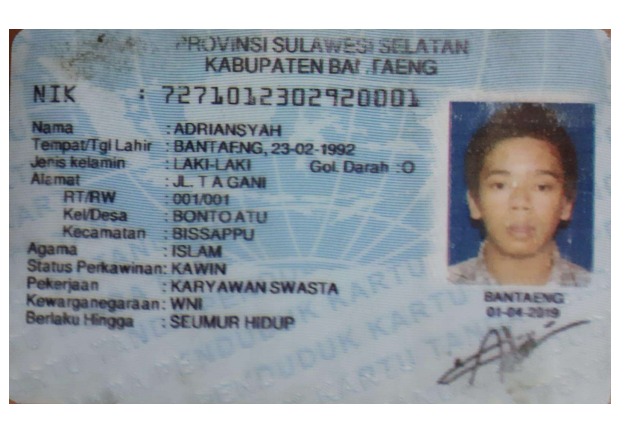 PROVINSI SULAWESI SELATAN
KABUPATEN BANTAENG
NIK : 7271012302920001
Nama : ADRIANSYAH
Tempat/Tgl Lahir : BANTAENG, 23-02-1992
Jenis kelamin : LAKI-LAKI Gol. Darah : O
Alamat : JL. T A GANI
RT/RW : 001/001
Kel/Desa : BONTO ATU
Kecamatan : BISSAPPU
Agama : ISLAM
Status Perkawinan: KAWIN
Pekerjaan : KARYAWAN SWASTA
Kewarganegaraan: WNI
Berlaku Hingga : SEUMUR HIDUP
BANTAENG
01-04-2019